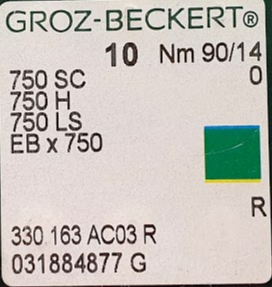 GROZ-BECKERT®
10 Nm 90/14
750 SC 0
750 H
750 LS
EB x 750
R
330 163 AC03 R
031884877 G